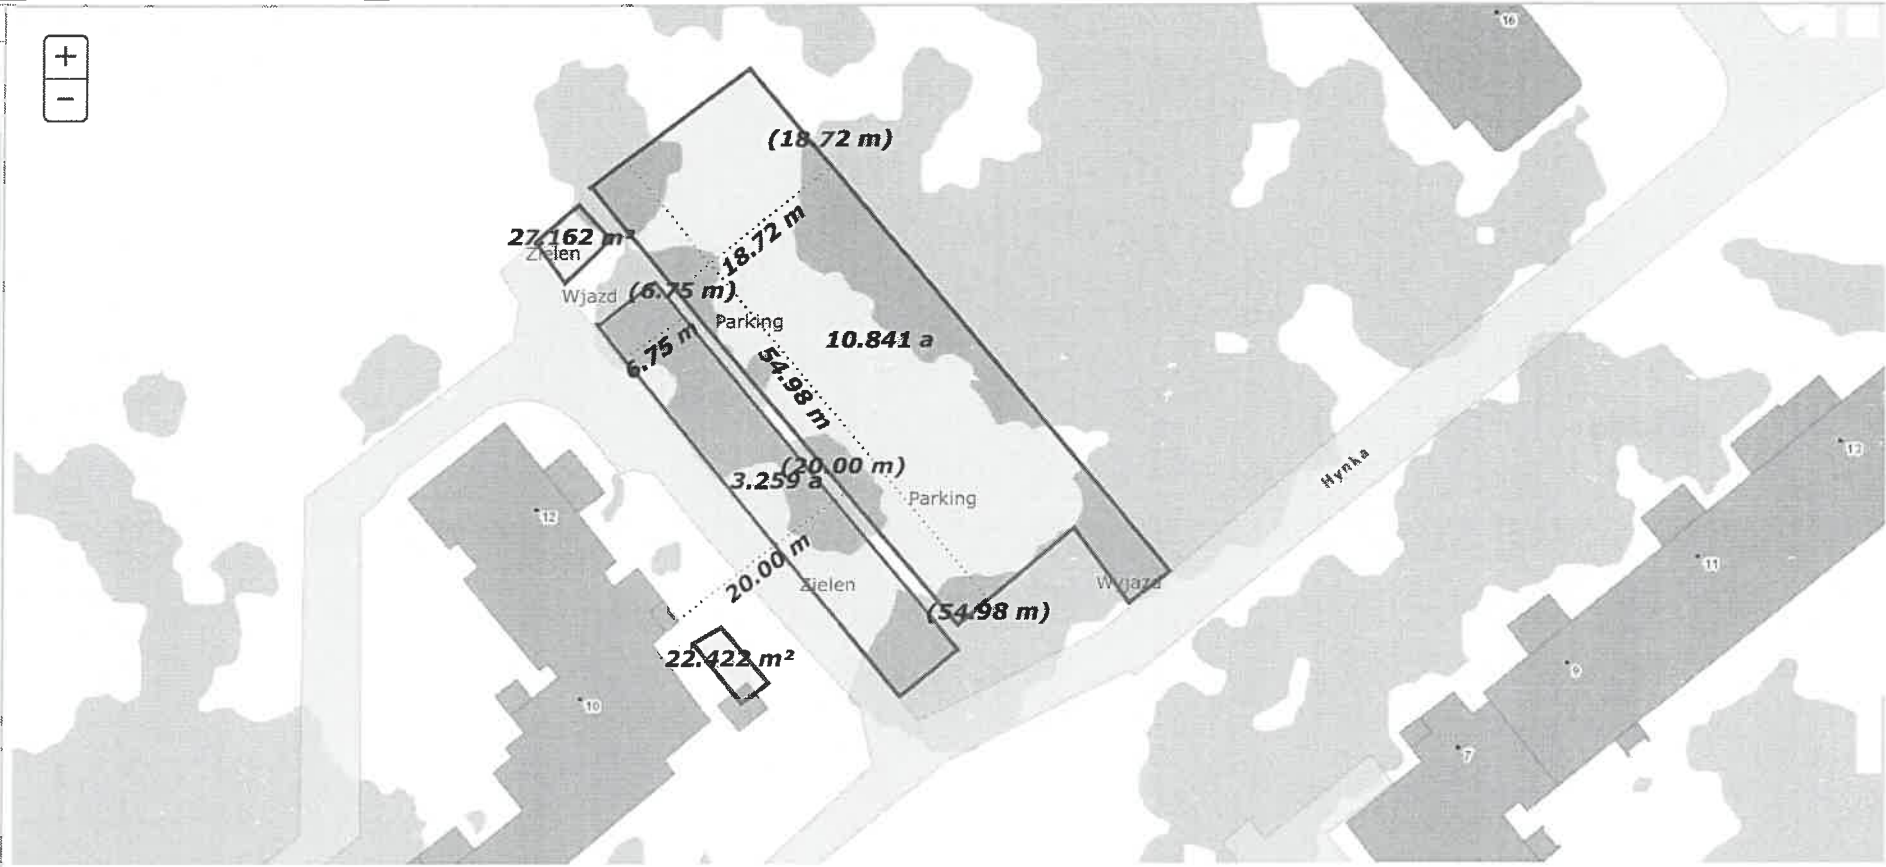 +
−
16
(18.72 m)
18.72 m
27.162 m²
Zielen
Wjazd
(6.75 m)
Parking
6.75 m
10.841 a
54.98 m
Hynka
13
(20.00 m)
3.259 a
Parking
12
11
20.00 m
Zielen
Wyjazd
(54.98 m)
22.422 m²
9
10
7